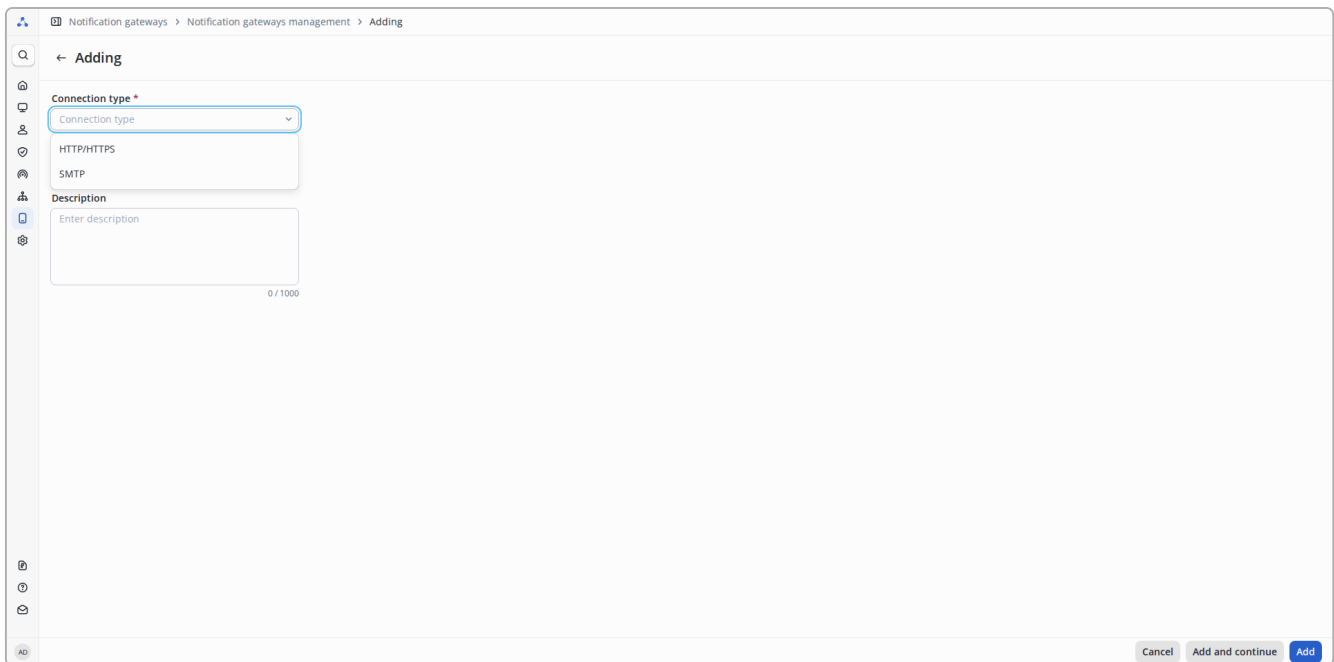 Notification gateways > Notification gateways management > Adding
← Adding
Connection type *
Connection type
HTTP/HTTPS
SMTP
Description
Enter description
0 / 1000
AD
Cancel
Add and continue
Add